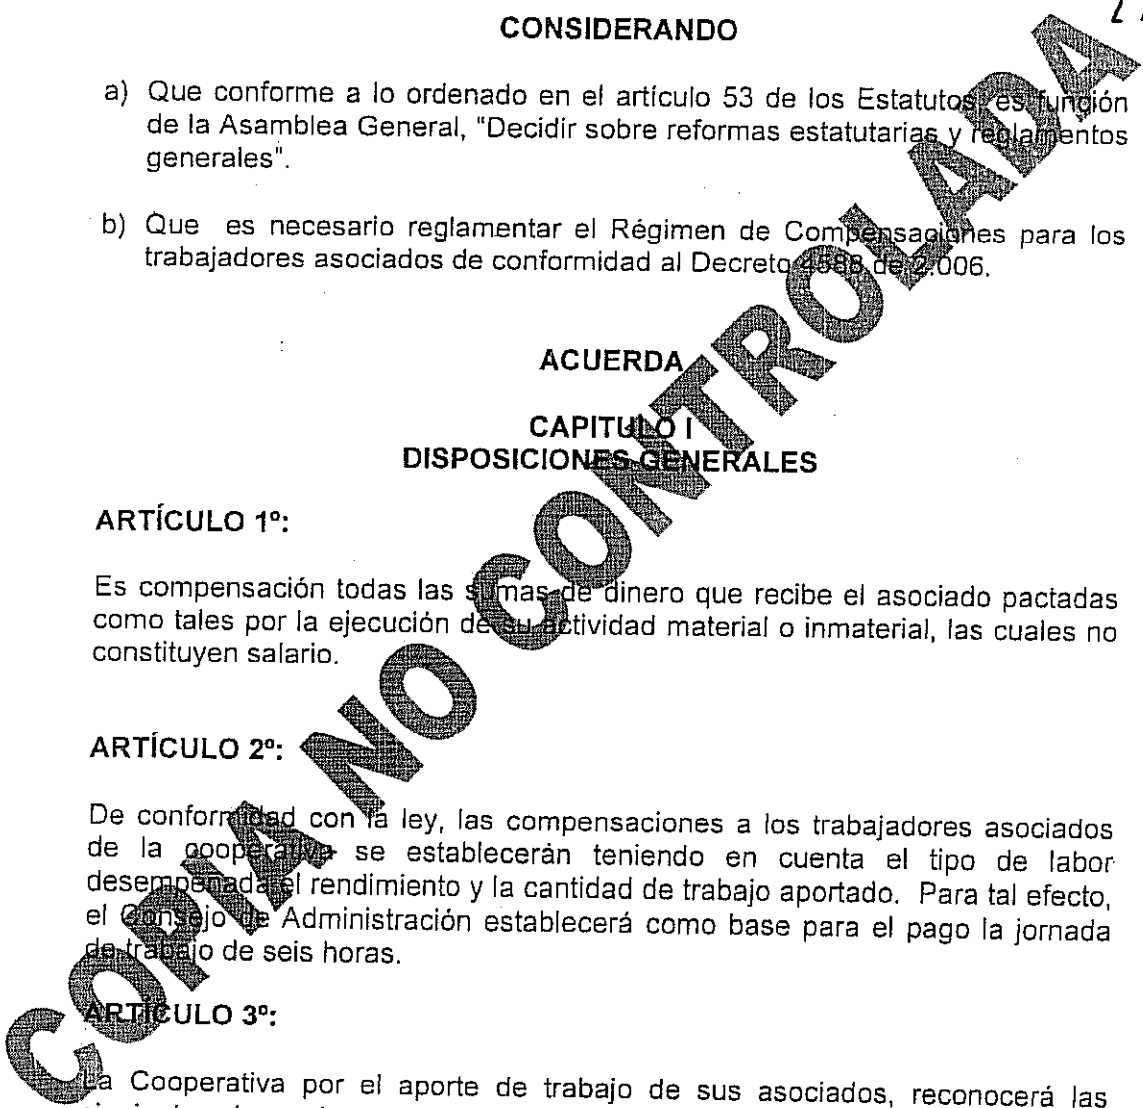 CONSIDERANDO
a) Que conforme a lo ordenado en el artículo 53 de los Estatutos, es función
de la Asamblea General, "Decidir sobre reformas estatutarias y reglamentos
generales".
b) Que es necesario reglamentar el Régimen de Compensaciones para los
trabajadores asociados de conformidad al Decreto 4588 de 2.006.
ACUERDA
CAPITULO I
DISPOSICIONES GENERALES
ARTÍCULO 1º:
Es compensación todas las sumas de dinero que recibe el asociado pactadas
como tales por la ejecución de su actividad material o inmaterial, las cuales no
constituyen salario.
ARTÍCULO 2º:
De conformidad con la ley, las compensaciones a los trabajadores asociados
de la cooperativa se establecerán teniendo en cuenta el tipo de labor
desempeñada el rendimiento y la cantidad de trabajo aportado. Para tal efecto,
el Consejo de Administración establecerá como base para el pago la jornada
de trabajo de seis horas.
ARTÍCULO 3º:
La Cooperativa por el aporte de trabajo de sus asociados, reconocerá las
COPIA NO CONTROLADA